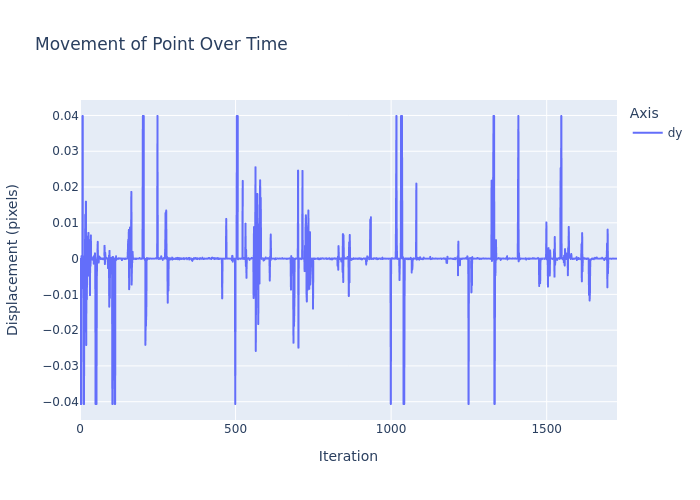 Movement of Point Over Time
Axis
dy
0.04
0.03
0.02
0.01
0
−0.01
−0.02
−0.03
−0.04
Displacement (pixels)
0
500
1000
1500
Iteration